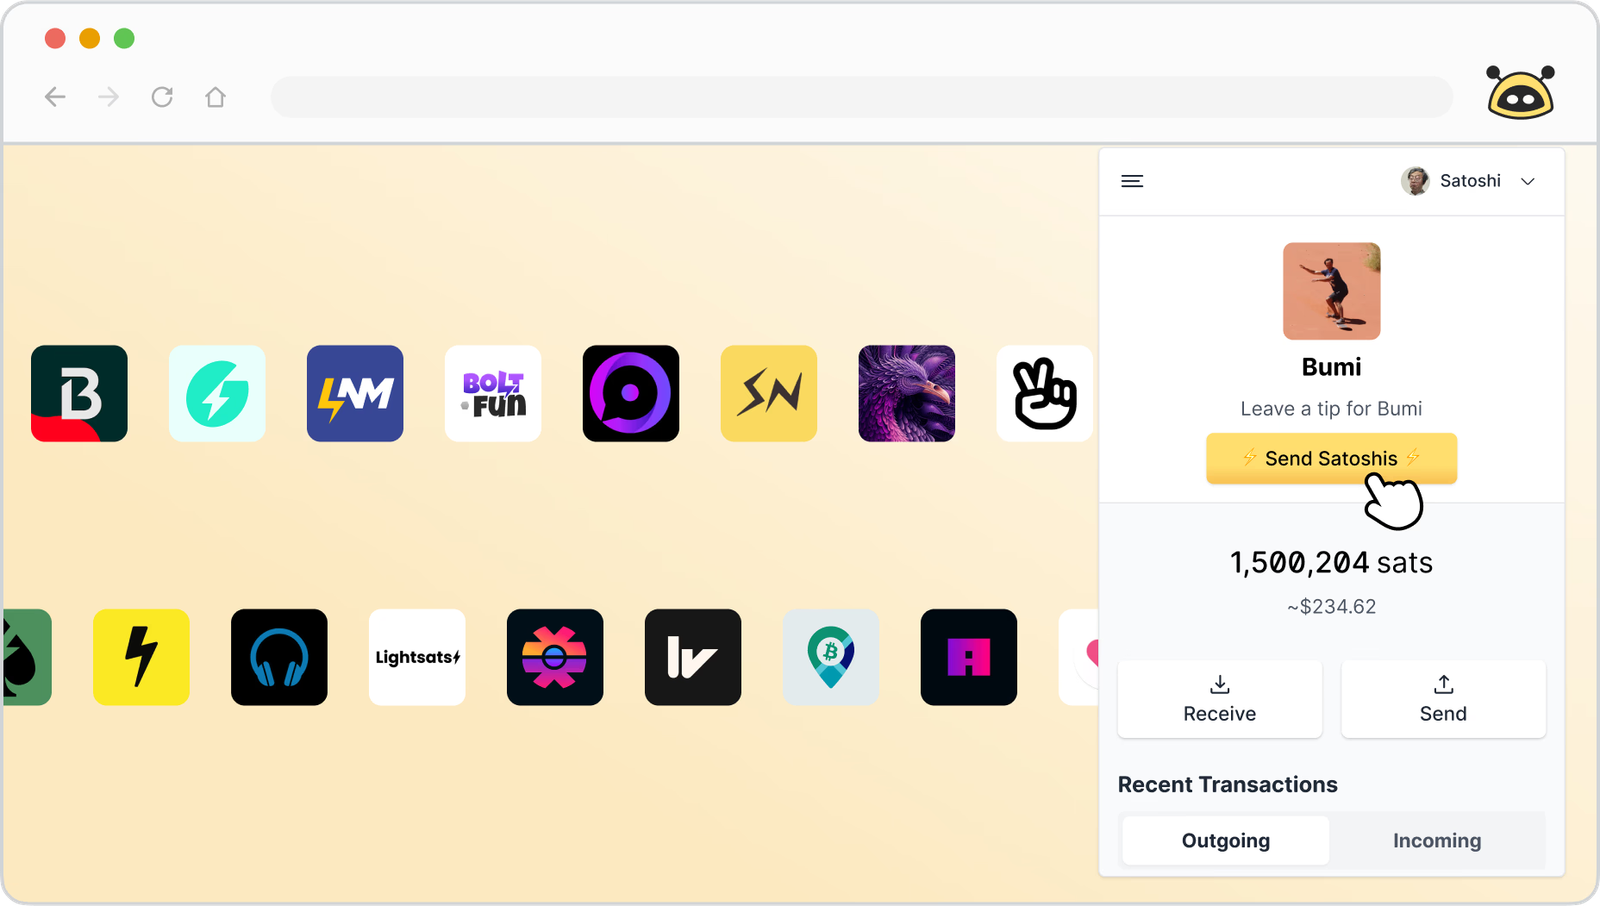 Satoshi
Bumi
Leave a tip for Bumi
⚡ Send Satoshis ⚡
B
LNM
BOLT
FUN
SN
1,500,204 sats
~$234.62
Lightsats⚡
Receive
Send
Recent Transactions
Outgoing
Incoming